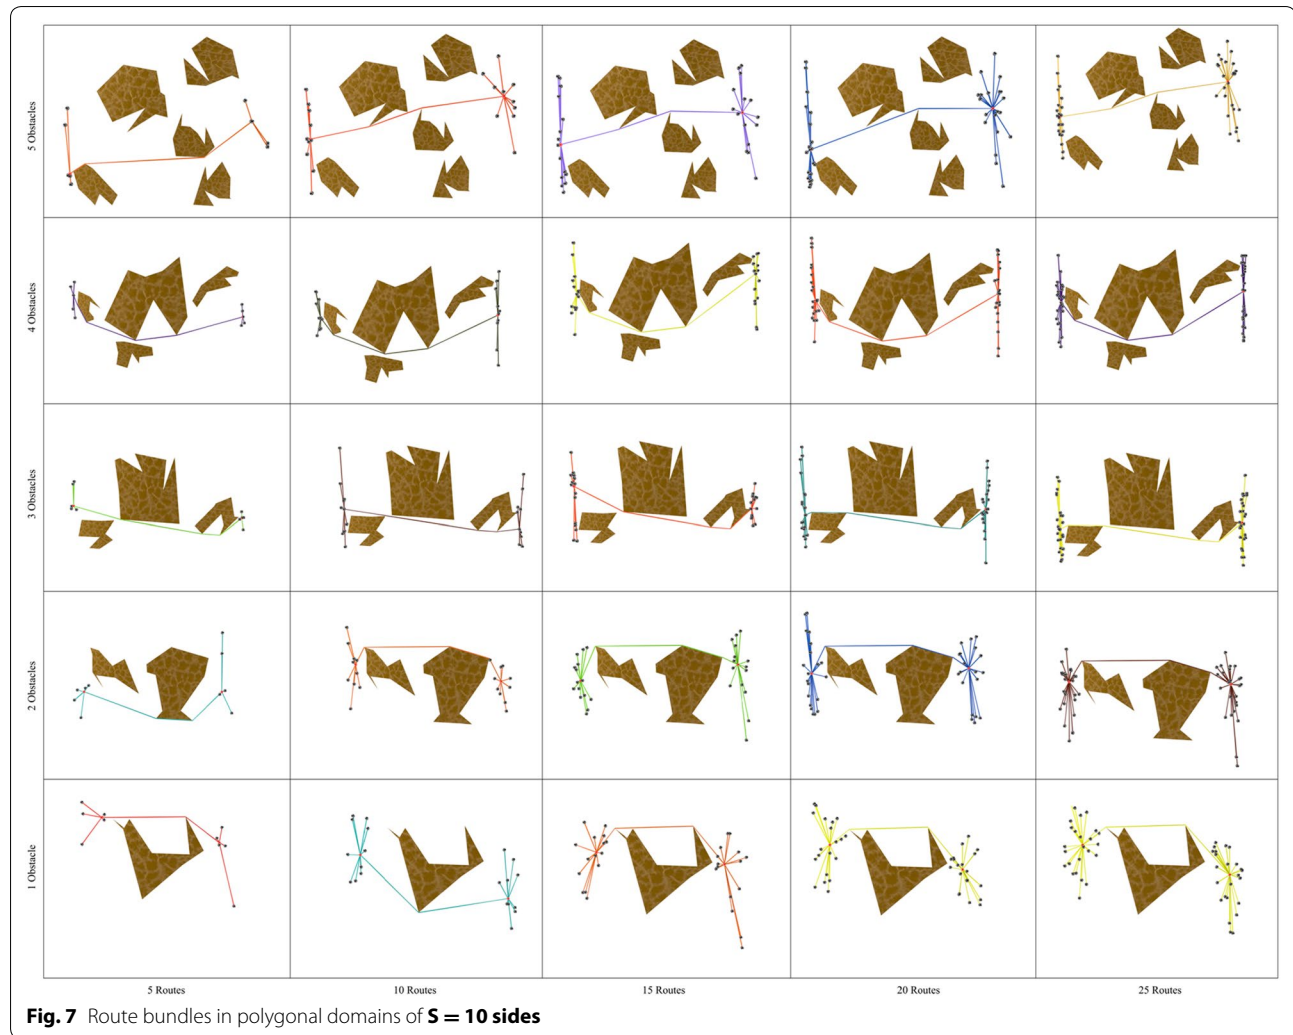 5 Obstacles
4 Obstacles
3 Obstacles
2 Obstacles
1 Obstacle
5 Routes
10 Routes
15 Routes
20 Routes
25 Routes
Fig. 7 Route bundles in polygonal domains of S = 10 sides